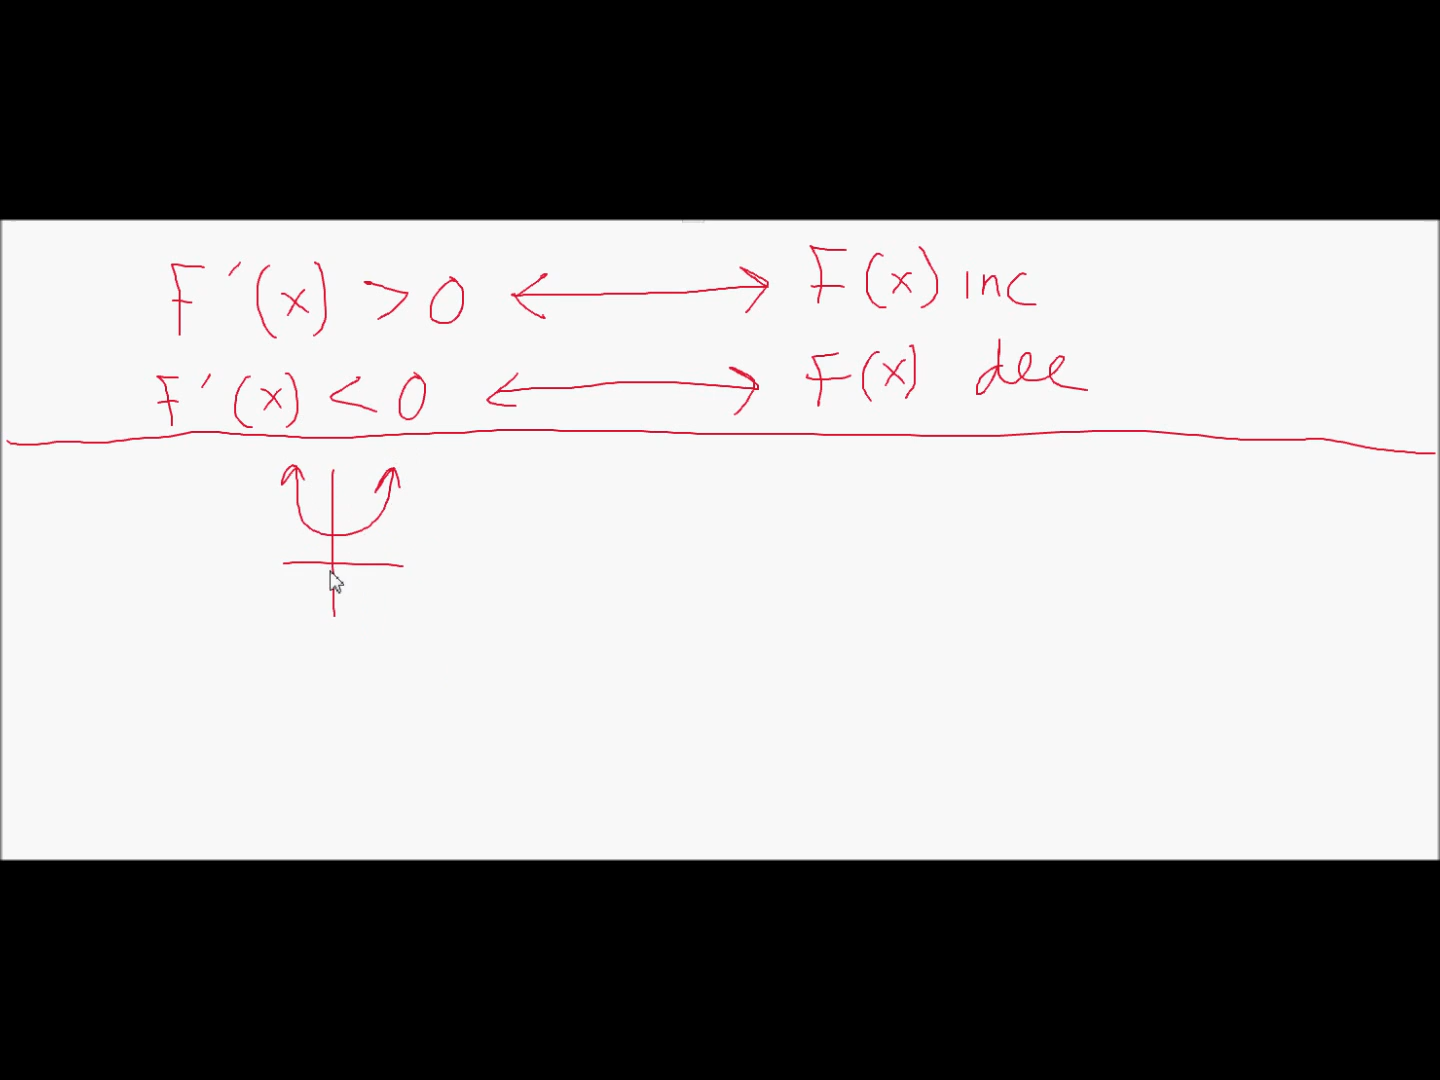 F'(x) > 0 ⟷ F(x) inc
F'(x) < 0 ⟷ F(x) dec